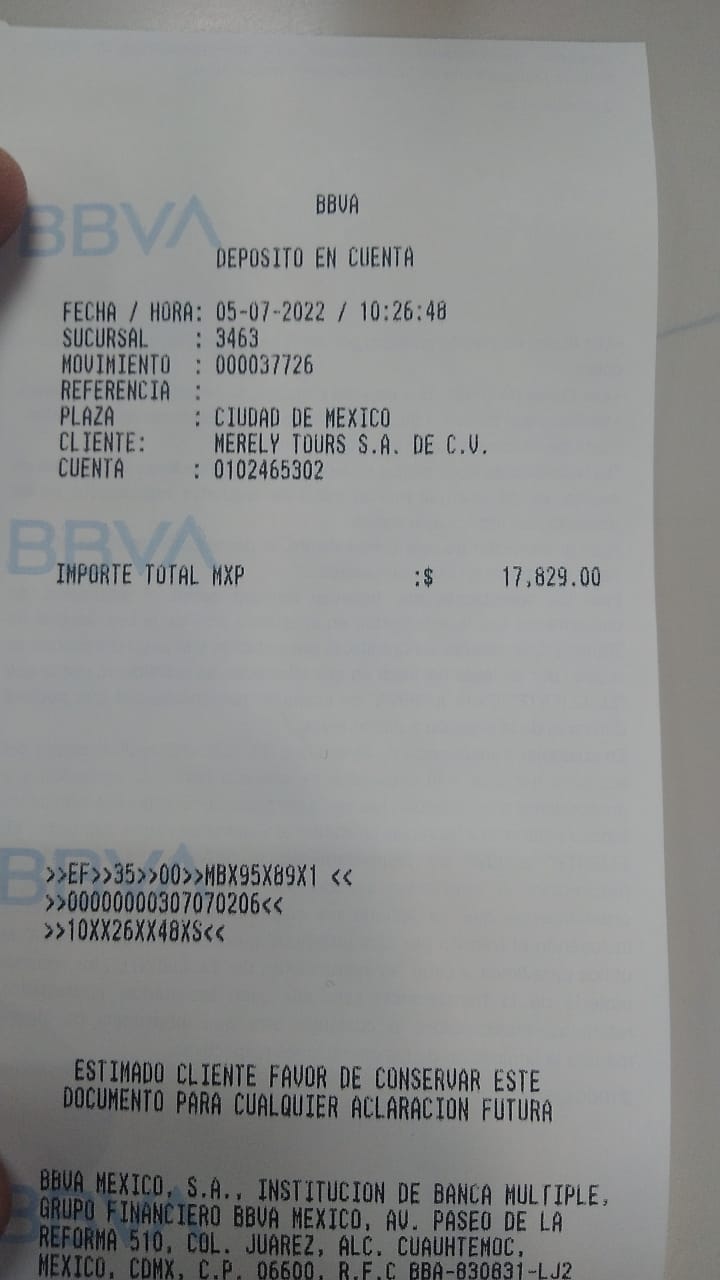 BBVA
BBVA
DEPOSITO EN CUENTA
FECHA / HORA: 05-07-2022 / 10:26:48
SUCURSAL : 3463
MOVIMIENTO : 000037726
REFERENCIA :
PLAZA : CIUDAD DE MEXICO
CLIENTE: MERELY TOURS S.A. DE C.V.
CUENTA : 0102465302
BBVA
IMPORTE TOTAL MXP :$ 17,829.00
BBVA
>>EF>>35>>00>>MBX95X89X1 <<
>>00000000307070206<<
>>10XX26XX48XS<<
ESTIMADO CLIENTE FAVOR DE CONSERVAR ESTE
DOCUMENTO PARA CUALQUIER ACLARACION FUTURA
BBVA MEXICO, S.A., INSTITUCION DE BANCA MULTIPLE,
GRUPO FINANCIERO BBVA MEXICO, AV. PASEO DE LA
REFORMA 510, COL. JUAREZ, ALC. CUAUHTEMOC,
MEXICO, CDMX, C.P. 06600, R.F.C BBA-830831-LJ2